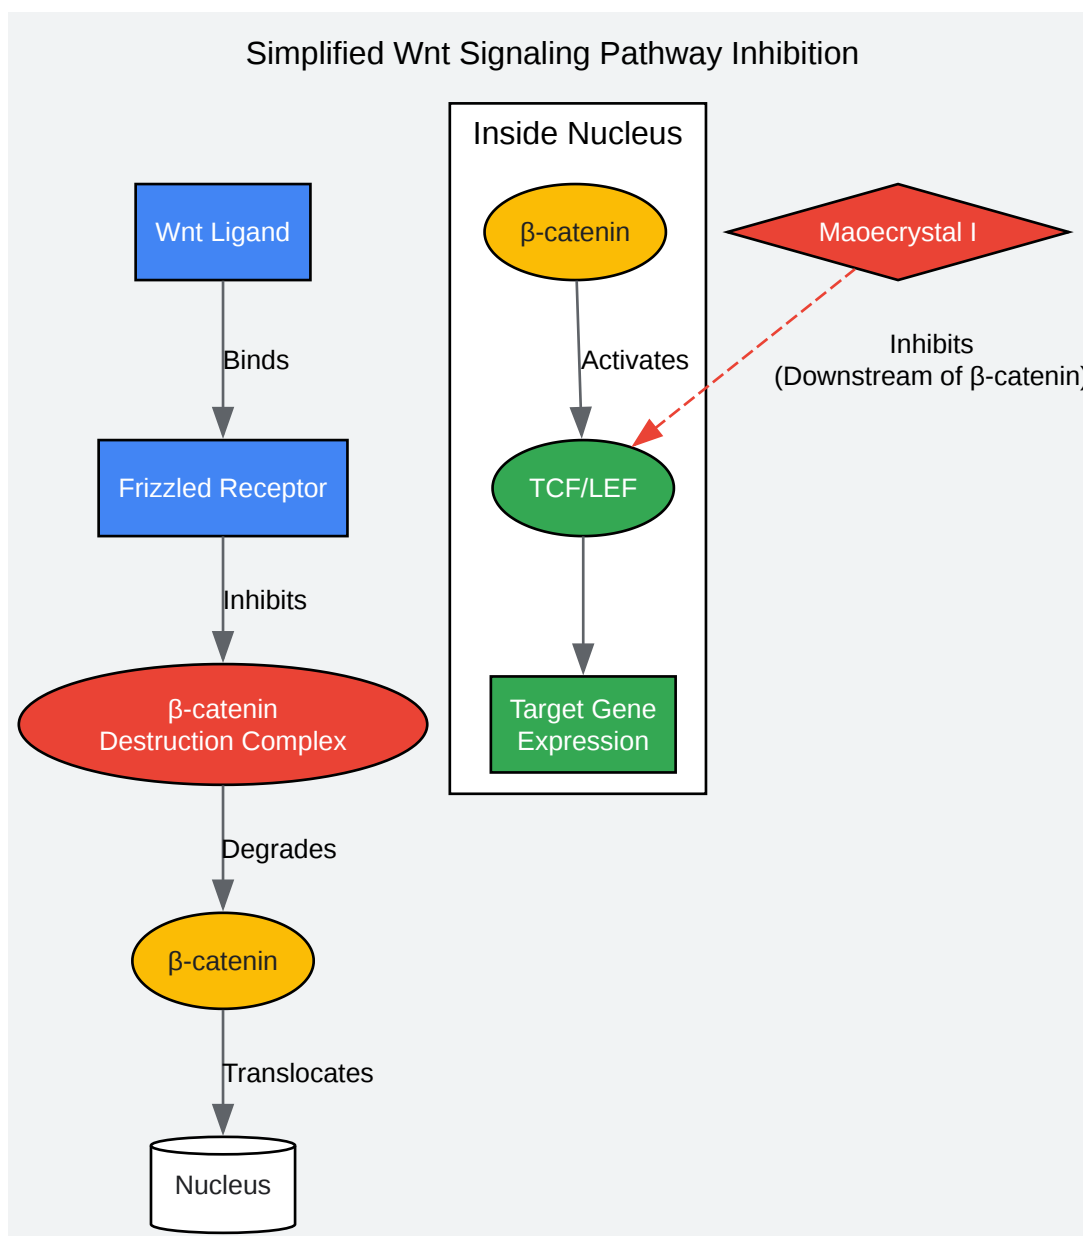 Simplified Wnt Signaling Pathway Inhibition
Inside Nucleus
Wnt Ligand
β-catenin
Maoecrystal I
Binds
Activates
Inhibits
(Downstream of β-catenin)
Frizzled Receptor
TCF/LEF
Inhibits
β-catenin
Destruction Complex
Target Gene
Expression
Degrades
β-catenin
Translocates
Nucleus